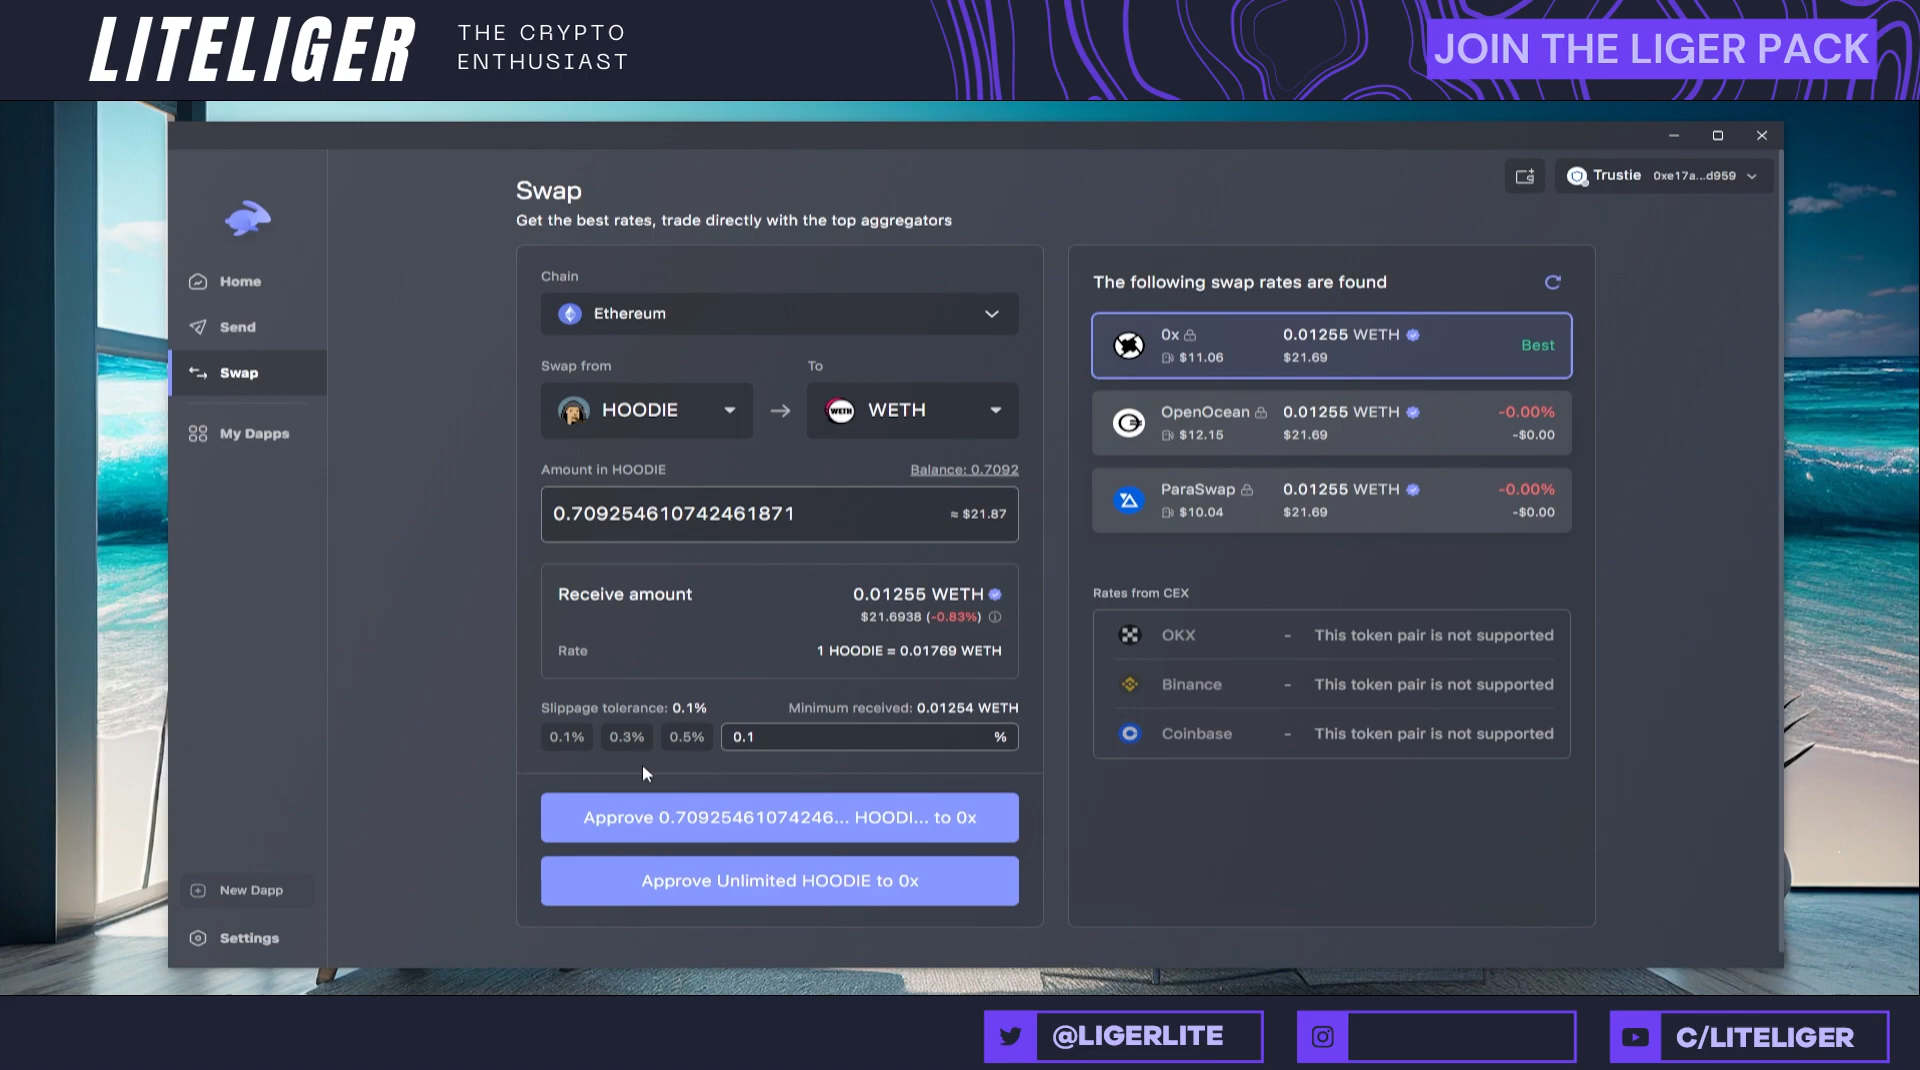 LITELIGER
THE CRYPTO
ENTHUSIAST
JOIN THE LIGER PACK
Trustie 0xe17a...d959
Swap
Get the best rates, trade directly with the top aggregators
Home
Send
Swap
My Dapps
New Dapp
Settings
Chain
Ethereum
Swap from
To
HOODIE
WETH
WETH
Amount in HOODIE
Balance: 0.7092
0.709254610742461871
≈ $21.87
Receive amount
0.01255 WETH
$21.6938 (-0.83%)
Rate
1 HOODIE = 0.01769 WETH
Slippage tolerance: 0.1%
Minimum received: 0.01254 WETH
0.1%
0.3%
0.5%
0.1
%
Approve 0.70925461074246... HOODI... to 0x
Approve Unlimited HOODIE to 0x
The following swap rates are found
0x
0.01255 WETH
$11.06
$21.69
Best
OpenOcean
0.01255 WETH
-0.00%
$12.15
$21.69
-$0.00
ParaSwap
0.01255 WETH
-0.00%
$10.04
$21.69
-$0.00
Rates from CEX
OKX
-
This token pair is not supported
Binance
-
This token pair is not supported
Coinbase
-
This token pair is not supported
@LIGERLITE
C/LITELIGER